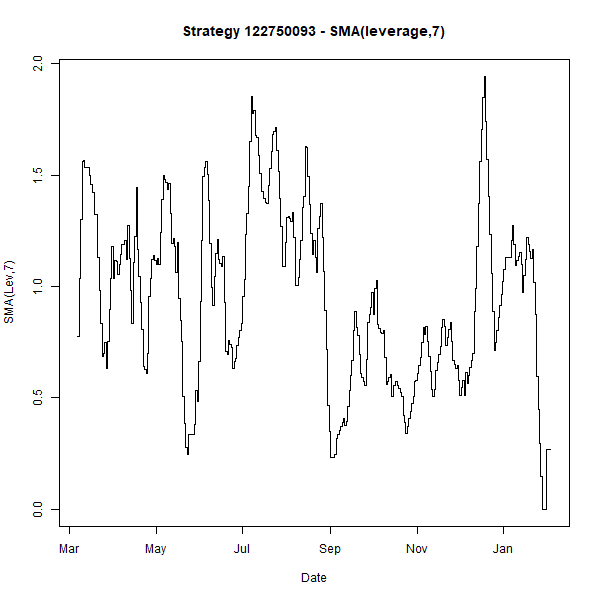 Strategy 122750093 - SMA(leverage,7)
SMA(Lev,7)
2.0
1.5
1.0
0.5
0.0
Mar May Jul Sep Nov Jan
Date